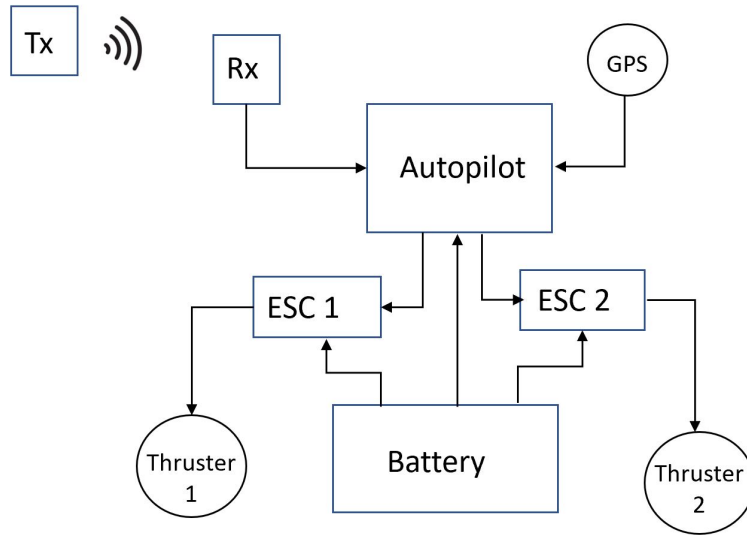 Tx
Rx
GPS
Autopilot
ESC 1
ESC 2
Thruster
1
Battery
Thruster
2